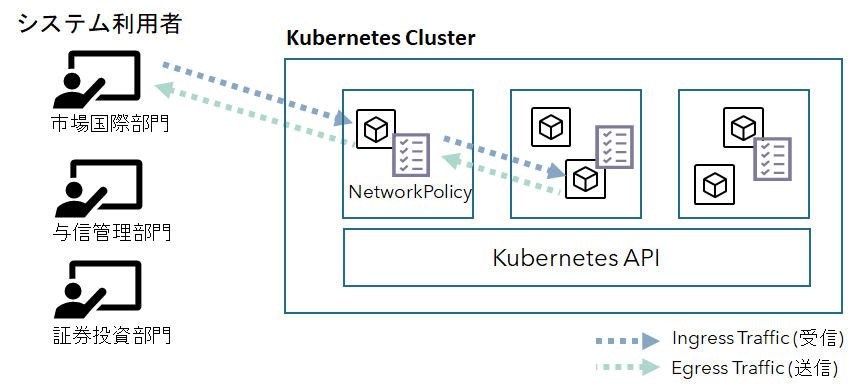 システム利用者
Kubernetes Cluster
市場国際部門
NetworkPolicy
与信管理部門
Kubernetes API
証券投資部門
Ingress Traffic (受信)
Egress Traffic (送信)